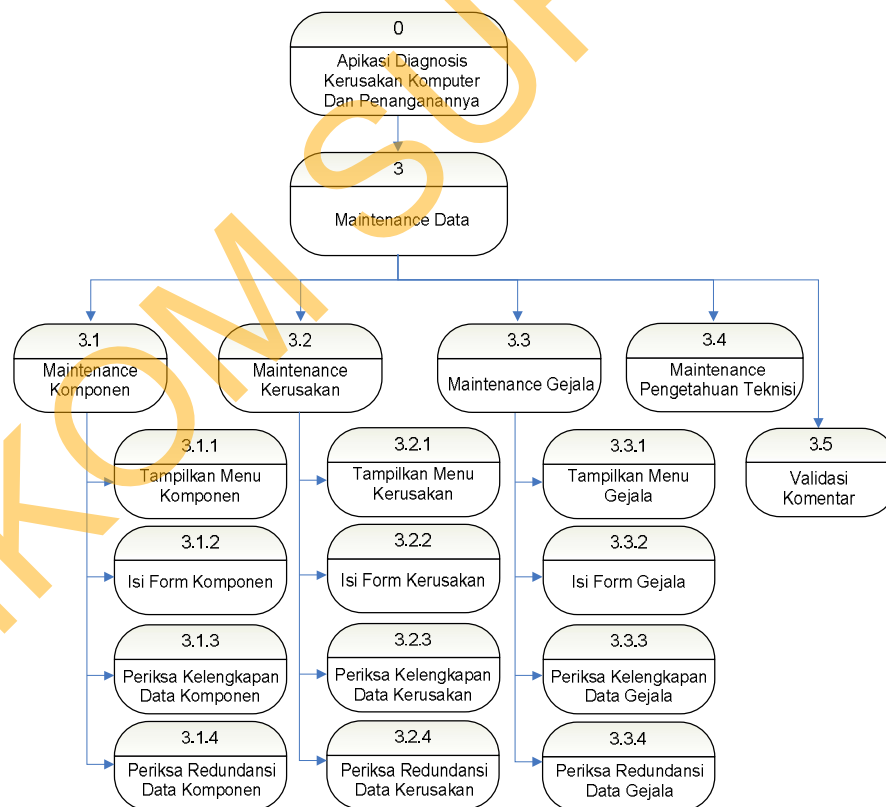 0
Apikasi Diagnosis
Kerusakan Komputer
Dan Penanganannya
3
Maintenance Data
3.1
Maintenance
Komponen
3.2
Maintenance
Kerusakan
3.3
Maintenance Gejala
3.4
Maintenance
Pengetahuan Teknisi
3.5
Validasi
Komentar
3.1.1
Tampilkan Menu
Komponen
3.2.1
Tampilkan Menu
Kerusakan
3.3.1
Tampilkan Menu
Gejala
3.1.2
Isi Form Komponen
3.2.2
Isi Form Kerusakan
3.3.2
Isi Form Gejala
3.1.3
Periksa Kelengkapan
Data Komponen
3.2.3
Periksa Kelengkapan
Data Kerusakan
3.3.3
Periksa Kelengkapan
Data Gejala
3.1.4
Periksa Redundansi
Data Komponen
3.2.4
Periksa Redundansi
Data Kerusakan
3.3.4
Periksa Redundansi
Data Gejala